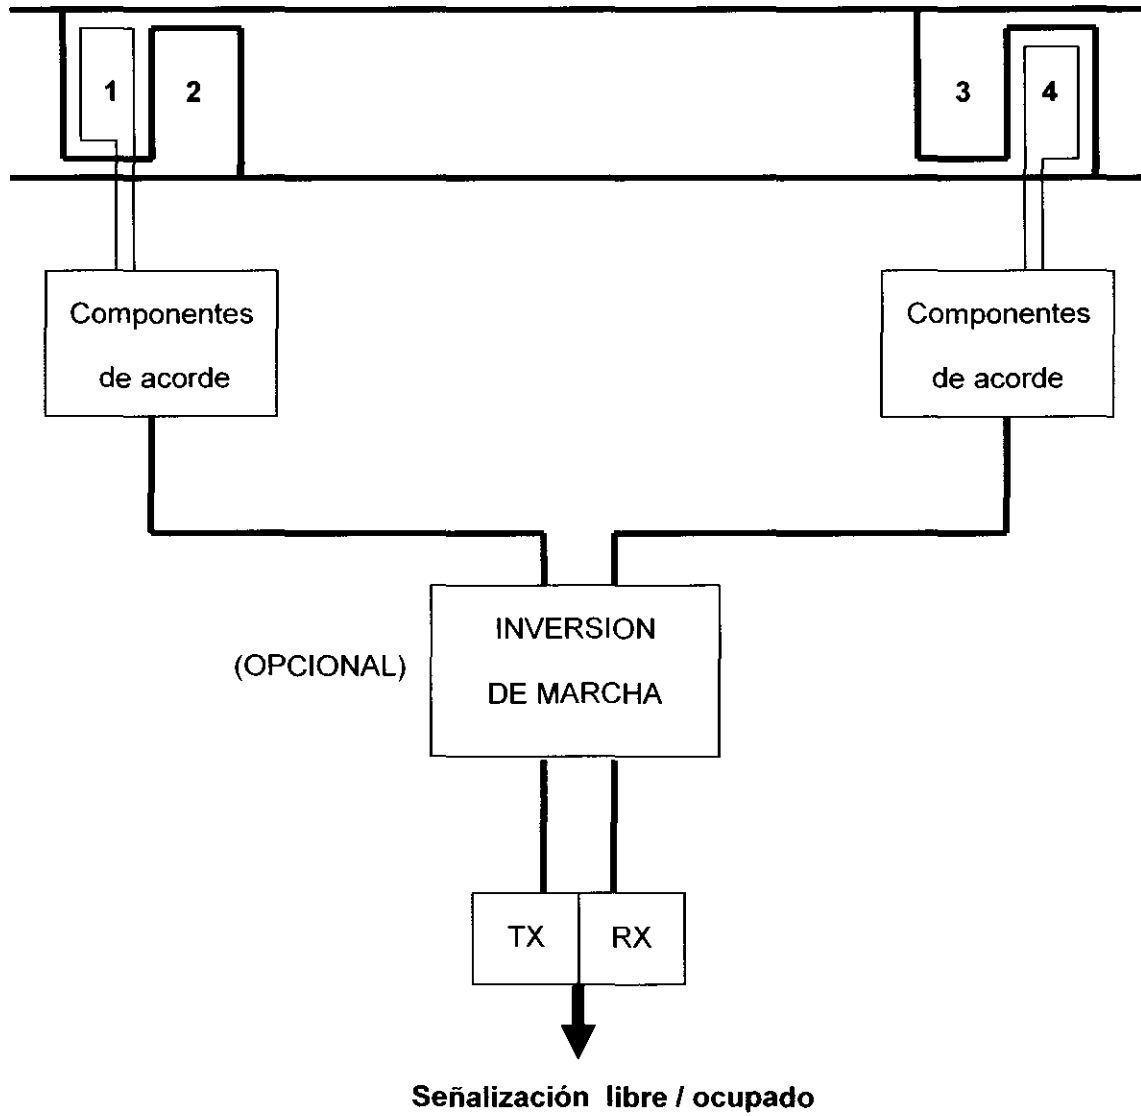 1 2 3 4
Componentes
de acorde
Componentes
de acorde
INVERSION
(OPCIONAL)
DE MARCHA
TX RX
Señalización libre / ocupado